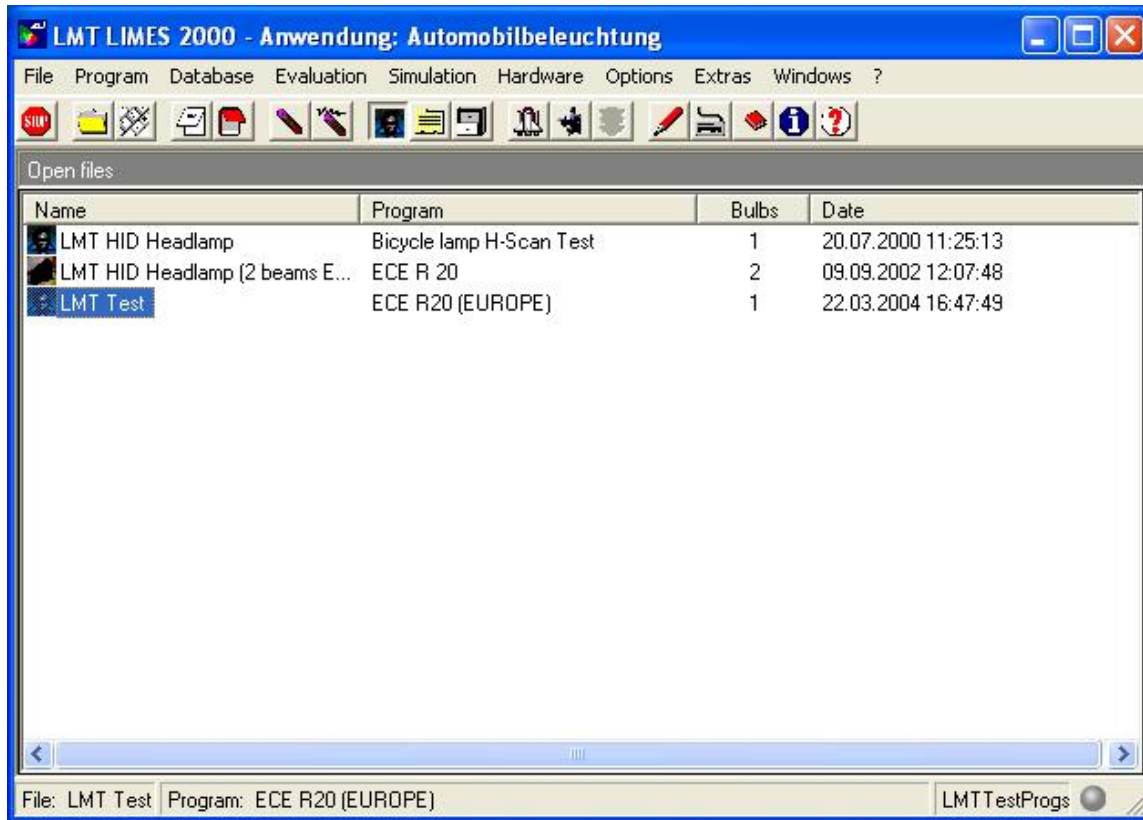 LMT LIMES 2000 - Anwendung: Automobilbeleuchtung
File Program Database Evaluation Simulation Hardware Options Extras Windows ?
STOP
Open files
Name Program Bulbs Date
LMT HID Headlamp Bicycle lamp H-Scan Test 1 20.07.2000 11:25:13
LMT HID Headlamp (2 beams E... ECE R 20 2 09.09.2002 12:07:48
LMT Test ECE R20 (EUROPE) 1 22.03.2004 16:47:49
File: LMT Test Program: ECE R20 (EUROPE) LMTTestProgs